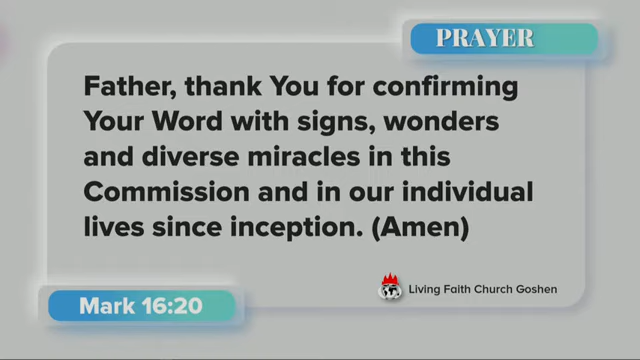 PRAYER
Father, thank You for confirming
Your Word with signs, wonders
and diverse miracles in this
Commission and in our individual
lives since inception. (Amen)
Living Faith Church Goshen
Mark 16:20